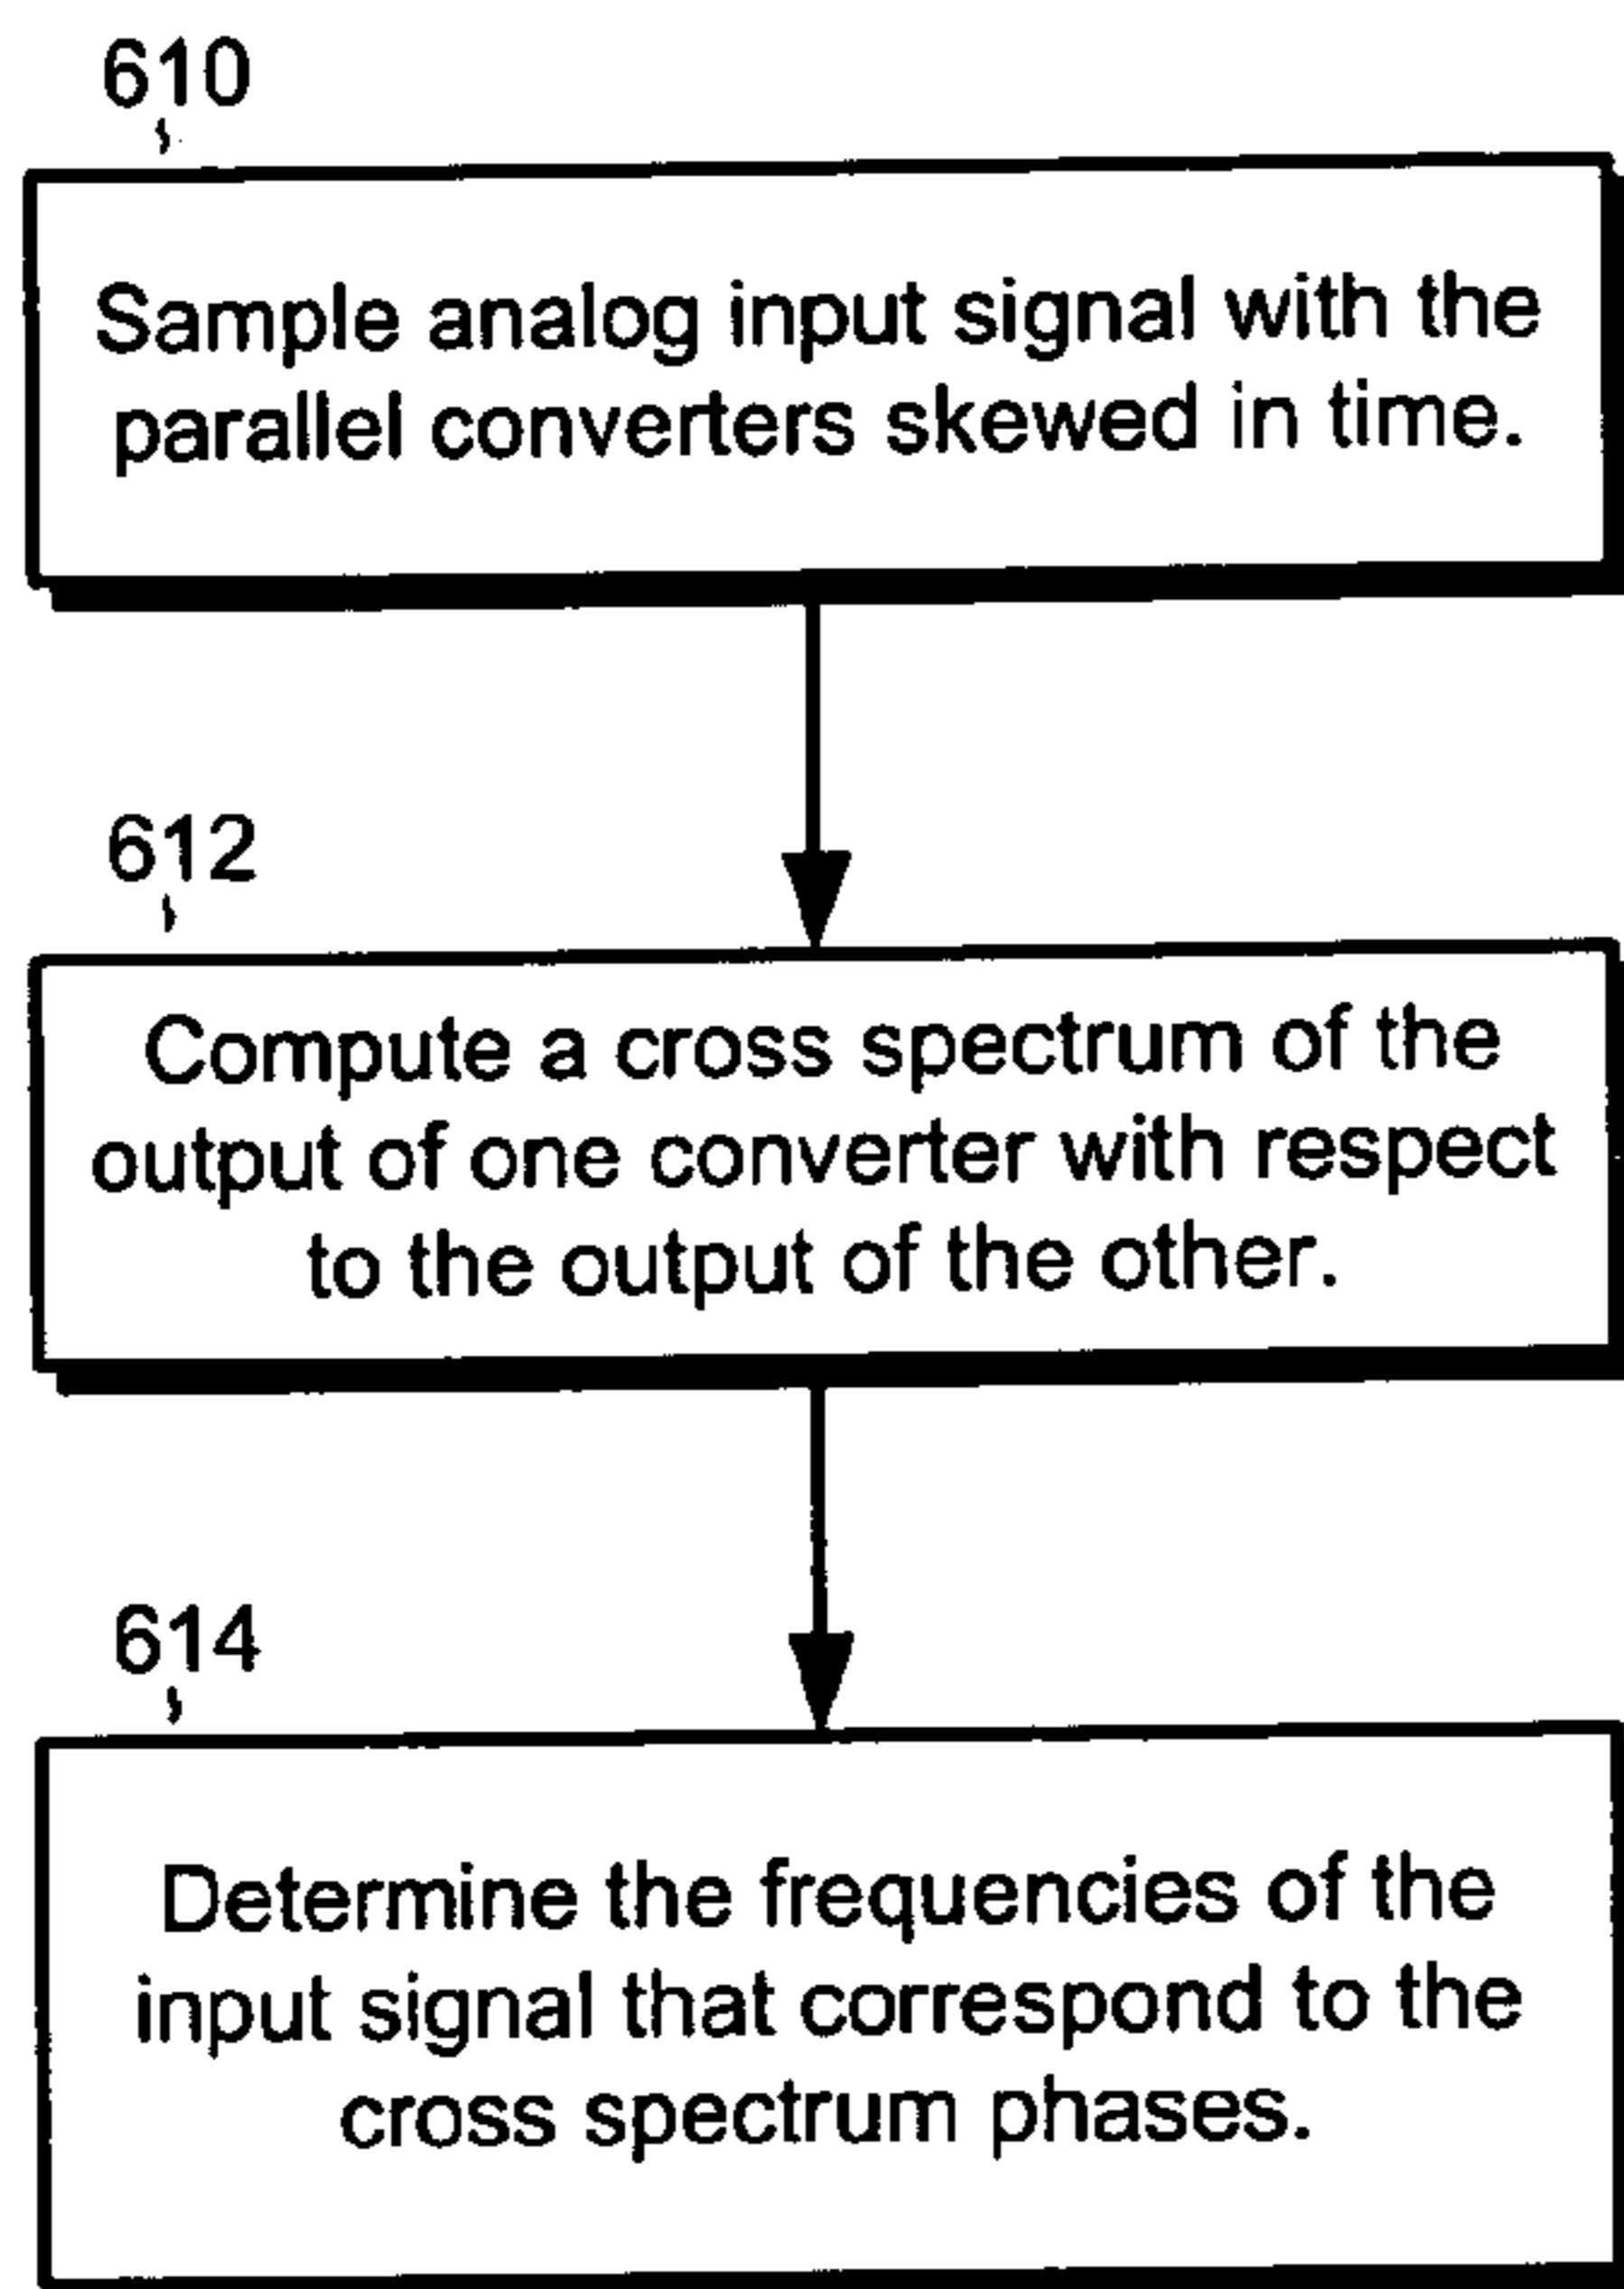 610
Sample analog input signal with the
parallel converters skewed in time.
612
Compute a cross spectrum of the
output of one converter with respect
to the output of the other.
614
Determine the frequencies of the
input signal that correspond to the
cross spectrum phases.